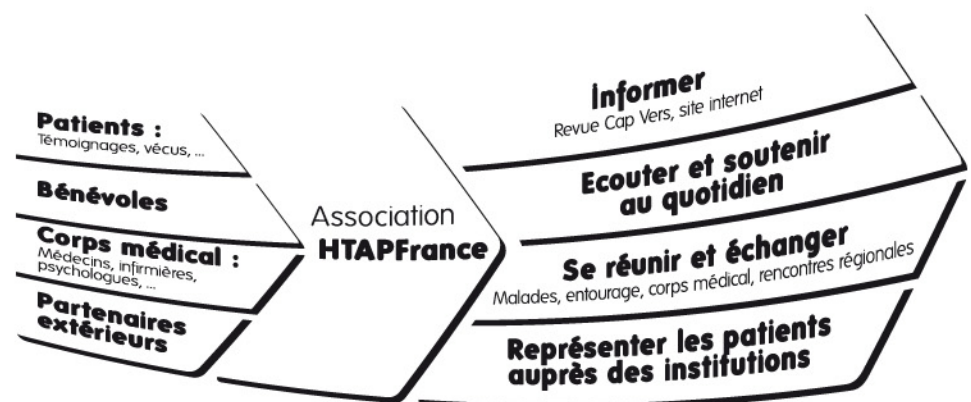 Patients :
Témoignages, vécus, ...
Bénévoles
Corps médical :
Médecins, infirmières,
psychologues, ...
Partenaires
extérieurs
Association
HTAPFrance
Informer
Revue Cap Vers, site internet
Ecouter et soutenir
au quotidien
Se réunir et échanger
Malades, entourage, corps médical, rencontres régionales
Représenter les patients
auprès des institutions